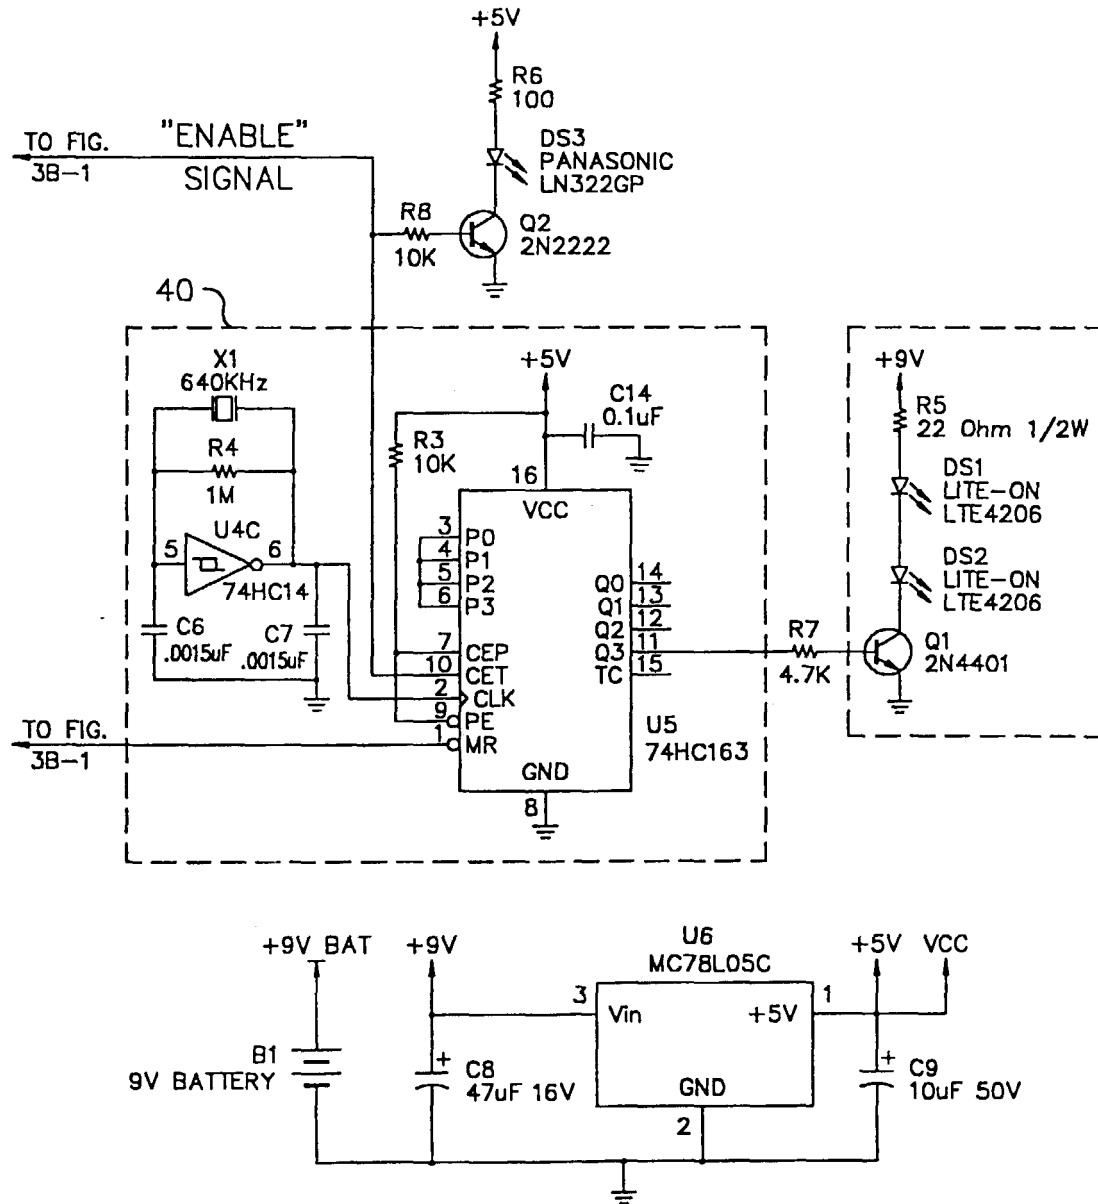 +5V
R6
100
DS3
PANASONIC
LN322GP
TO FIG.
3B-1
"ENABLE"
SIGNAL
R8
10K
Q2
2N2222
40
X1
640KHz
R4
1M
U4C
5
6
74HC14
C6
.0015uF
C7
.0015uF
+5V
C14
0.1uF
R3
10K
16
VCC
3
P0
4
P1
5
P2
6
P3
7
CEP
10
CET
2
CLK
9
PE
1
MR
Q0
14
Q1
13
Q2
12
Q3
11
TC
15
GND
8
U5
74HC163
TO FIG.
3B-1
R7
4.7K
+9V
R5
22 Ohm 1/2W
DS1
LITE-ON
LTE4206
DS2
LITE-ON
LTE4206
Q1
2N4401
+9V BAT
B1
9V BATTERY
+9V
+
C8
47uF 16V
U6
MC78L05C
3
Vin
+5V
1
GND
2
+5V
VCC
+
C9
10uF 50V